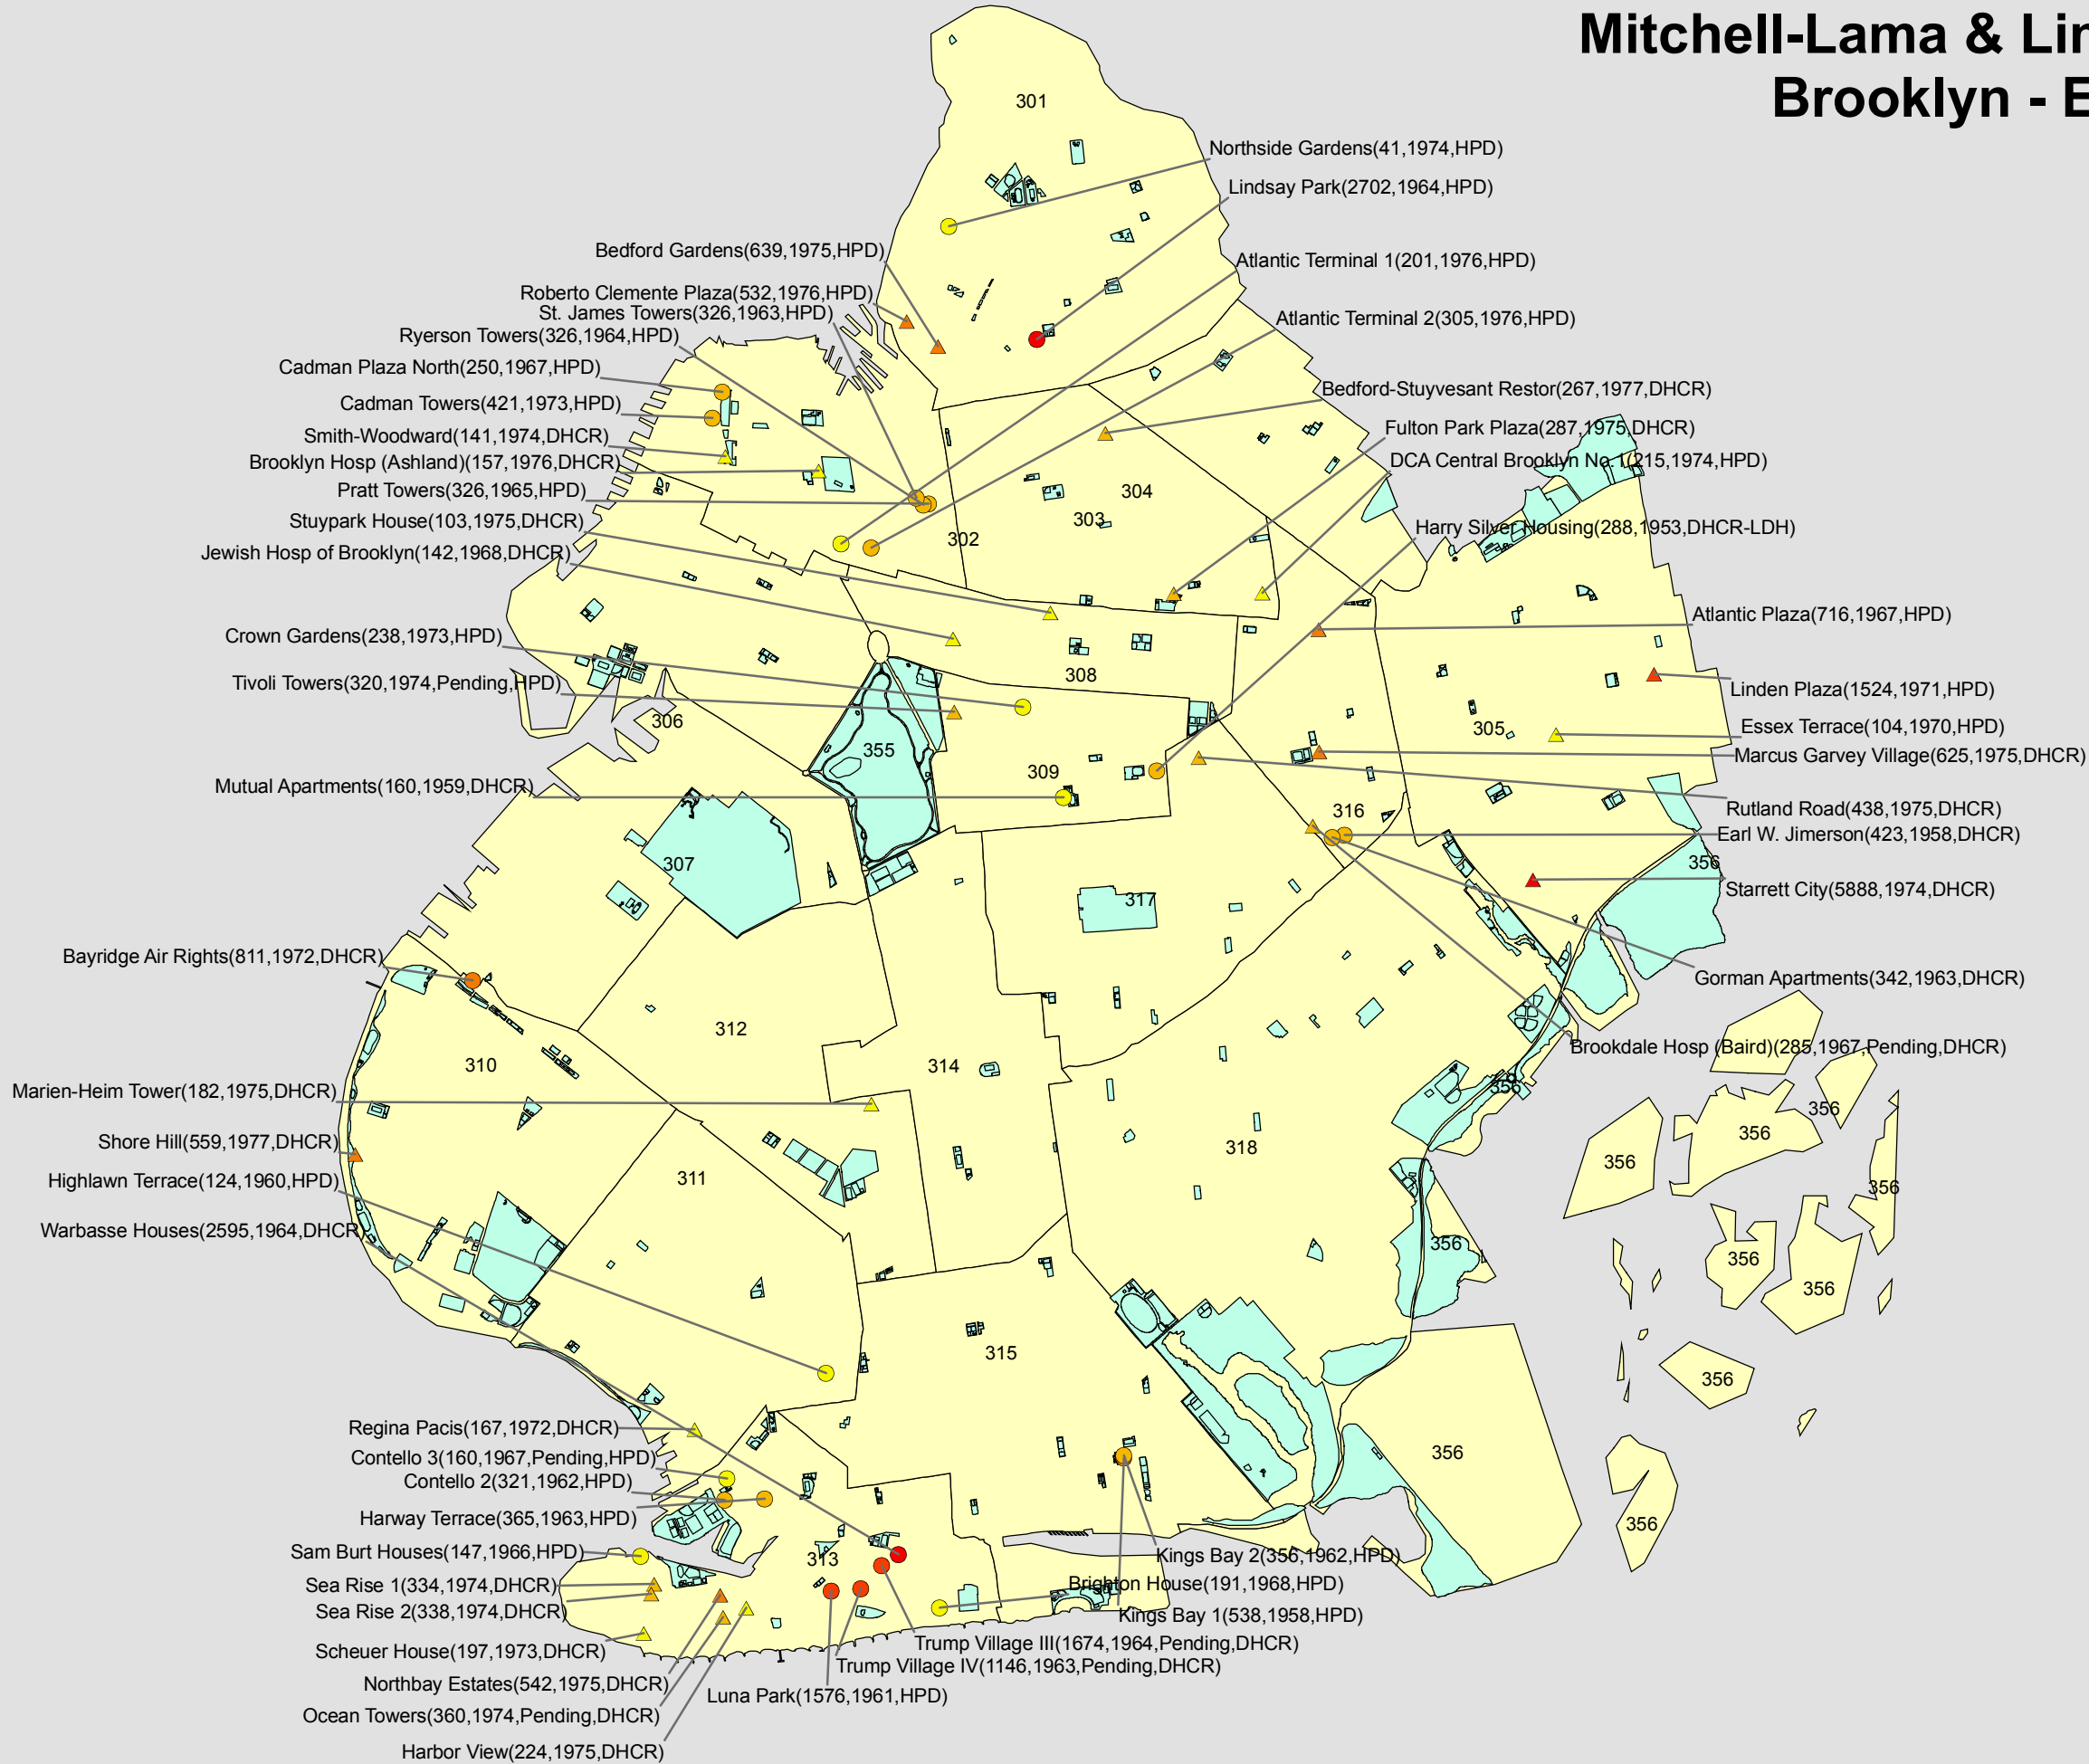 Mitchell-Lama & Lin
Brooklyn - E
301
Northside Gardens(41,1974,HPD)
Lindsay Park(2702,1964,HPD)
Bedford Gardens(639,1975,HPD)
Atlantic Terminal 1(201,1976,HPD)
Roberto Clemente Plaza(532,1976,HPD)
St. James Towers(326,1963,HPD)
Atlantic Terminal 2(305,1976,HPD)
Ryerson Towers(326,1964,HPD)
Cadman Plaza North(250,1967,HPD)
Bedford-Stuyvesant Restor(267,1977,DHCR)
Cadman Towers(421,1973,HPD)
Fulton Park Plaza(287,1975,DHCR)
Smith-Woodward(141,1974,DHCR)
Brooklyn Hosp (Ashland)(157,1976,DHCR)
DCA Central Brooklyn No. 1(215,1974,HPD)
Pratt Towers(326,1965,HPD)
304
Stuypark House(103,1975,DHCR)
303
Harry Silver Housing(288,1953,DHCR-LDH)
302
Jewish Hosp of Brooklyn(142,1968,DHCR)
Atlantic Plaza(716,1967,HPD)
Crown Gardens(238,1973,HPD)
308
Tivoli Towers(320,1974,Pending,HPD)
Linden Plaza(1524,1971,HPD)
306
305
Essex Terrace(104,1970,HPD)
355
Marcus Garvey Village(625,1975,DHCR)
309
Mutual Apartments(160,1959,DHCR)
316
Rutland Road(438,1975,DHCR)
Earl W. Jimerson(423,1958,DHCR)
307
356
Starrett City(5888,1974,DHCR)
317
Bayridge Air Rights(811,1972,DHCR)
Gorman Apartments(342,1963,DHCR)
312
Brookdale Hosp (Baird)(285,1967,Pending,DHCR)
310
314
Marien-Heim Tower(182,1975,DHCR)
356
356
356
Shore Hill(559,1977,DHCR)
318
356
311
Highlawn Terrace(124,1960,HPD)
356
Warbasse Houses(2595,1964,DHCR)
356
356
356
315
356
Regina Pacis(167,1972,DHCR)
356
Contello 3(160,1967,Pending,HPD)
Contello 2(321,1962,HPD)
Harway Terrace(365,1963,HPD)
356
Sam Burt Houses(147,1966,HPD)
313
Kings Bay 2(356,1962,HPD)
Sea Rise 1(334,1974,DHCR)
Brighton House(191,1968,HPD)
Sea Rise 2(338,1974,DHCR)
Kings Bay 1(538,1958,HPD)
Scheuer House(197,1973,DHCR)
Trump Village III(1674,1964,Pending,DHCR)
Trump Village IV(1146,1963,Pending,DHCR)
Northbay Estates(542,1975,DHCR)
Luna Park(1576,1961,HPD)
Ocean Towers(360,1974,Pending,DHCR)
Harbor View(224,1975,DHCR)